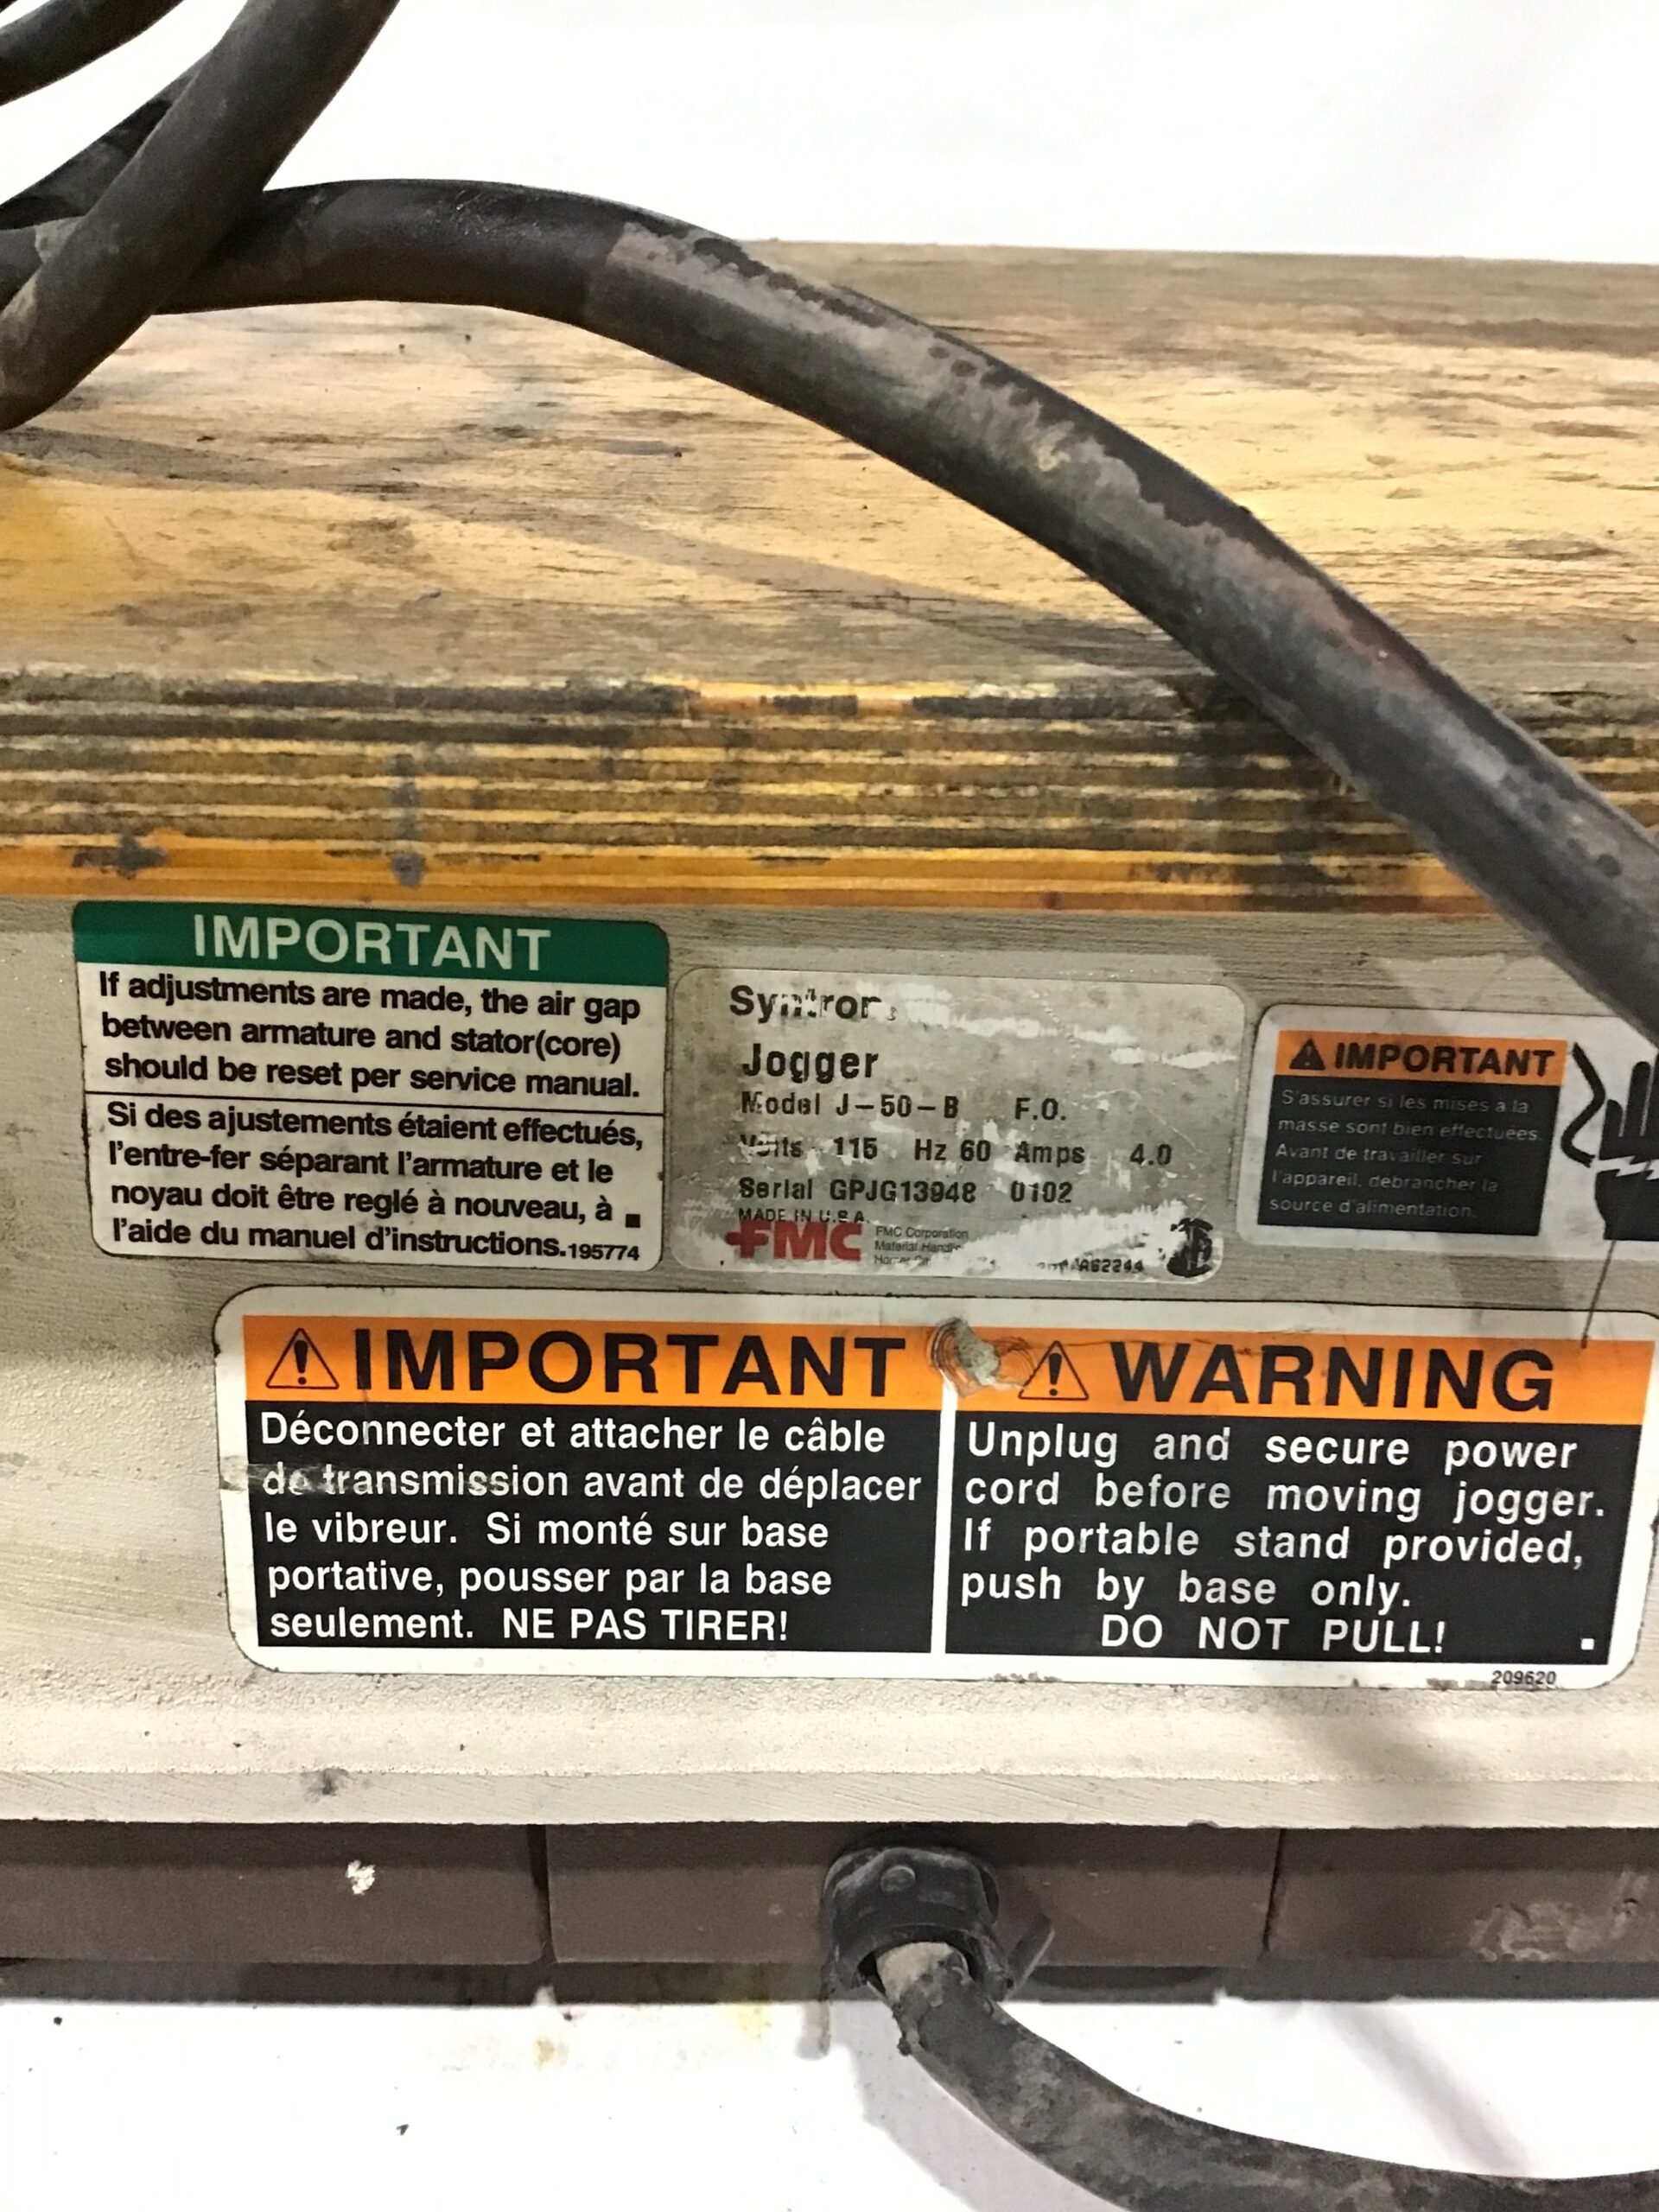 IMPORTANT
If adjustments are made, the air gap
between armature and stator(core)
should be reset per service manual.
Si des ajustements étaient effectués,
l'entre-fer séparant l'armature et le
noyau doit être reglé à nouveau, à
l'aide du manuel d'instructions.195774
Syntron
Jogger
Model J-50-B F.O.
Volts 115 Hz 60 Amps 4.0
Serial GPJG13948 0102
MADE IN U.S.A.
FMC
FMC Corporation
Material
IMPORTANT
S'assurer si les mises a la
masse sont bien effectuées.
Avant de travailler sur
l'appareil, debrancher la
source d'alimentation.
IMPORTANT
Déconnecter et attacher le câble
de transmission avant de déplacer
le vibreur. Si monté sur base
portative, pousser par la base
seulement. NE PAS TIRER!
WARNING
Unplug and secure power
cord before moving jogger.
If portable stand provided,
push by base only.
DO NOT PULL!
209620